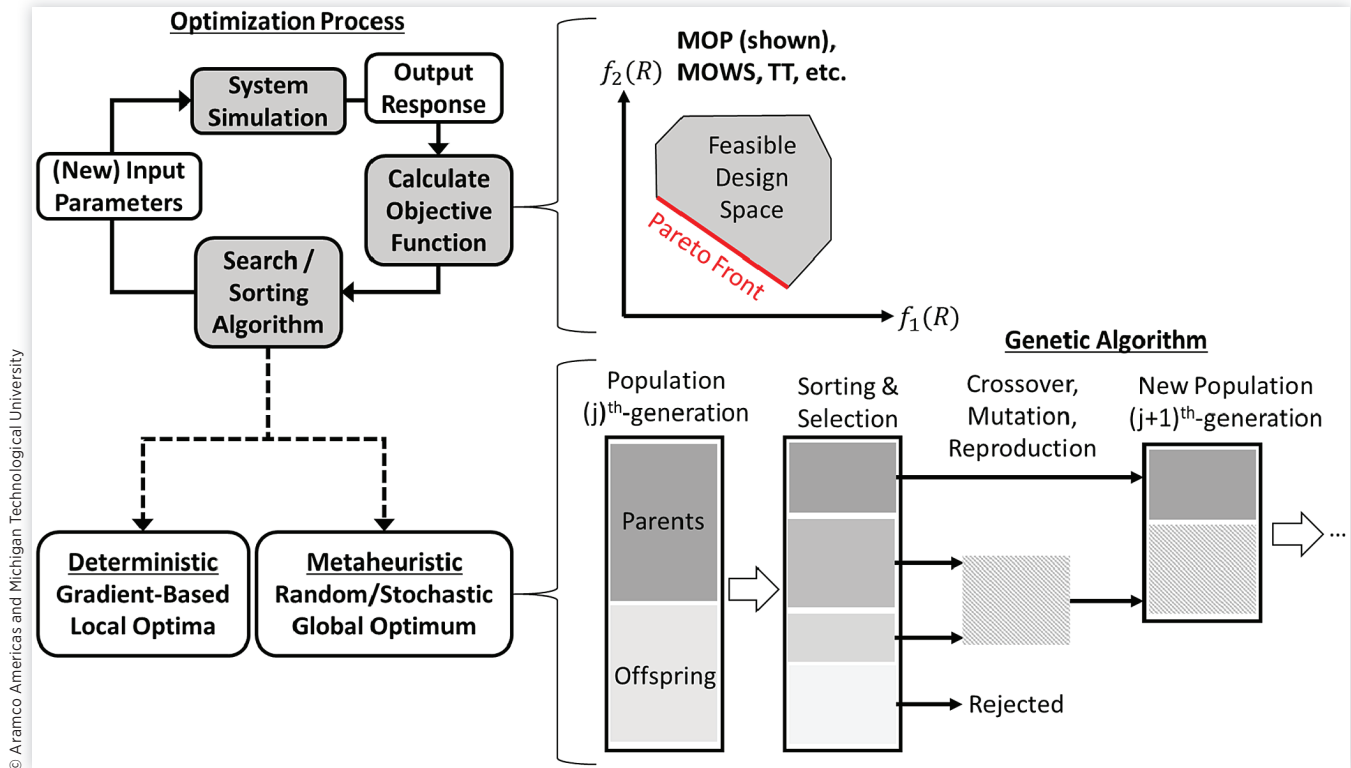 Optimization Process
System
Simulation
Output
Response
(New) Input
Parameters
Calculate
Objective
Function
Search /
Sorting
Algorithm
Deterministic
Gradient-Based
Local Optima
Metaheuristic
Random/Stochastic
Global Optimum
MOP (shown),
MOWS, TT, etc.
f₂(R)
Feasible
Design
Space
Pareto Front
f₁(R)
Genetic Algorithm
Population
(j)ᵗʰ-generation
Parents
Offspring
Sorting &
Selection
Crossover,
Mutation,
Reproduction
Rejected
New Population
(j+1)ᵗʰ-generation
...
© Aramco Americas and Michigan Technological University